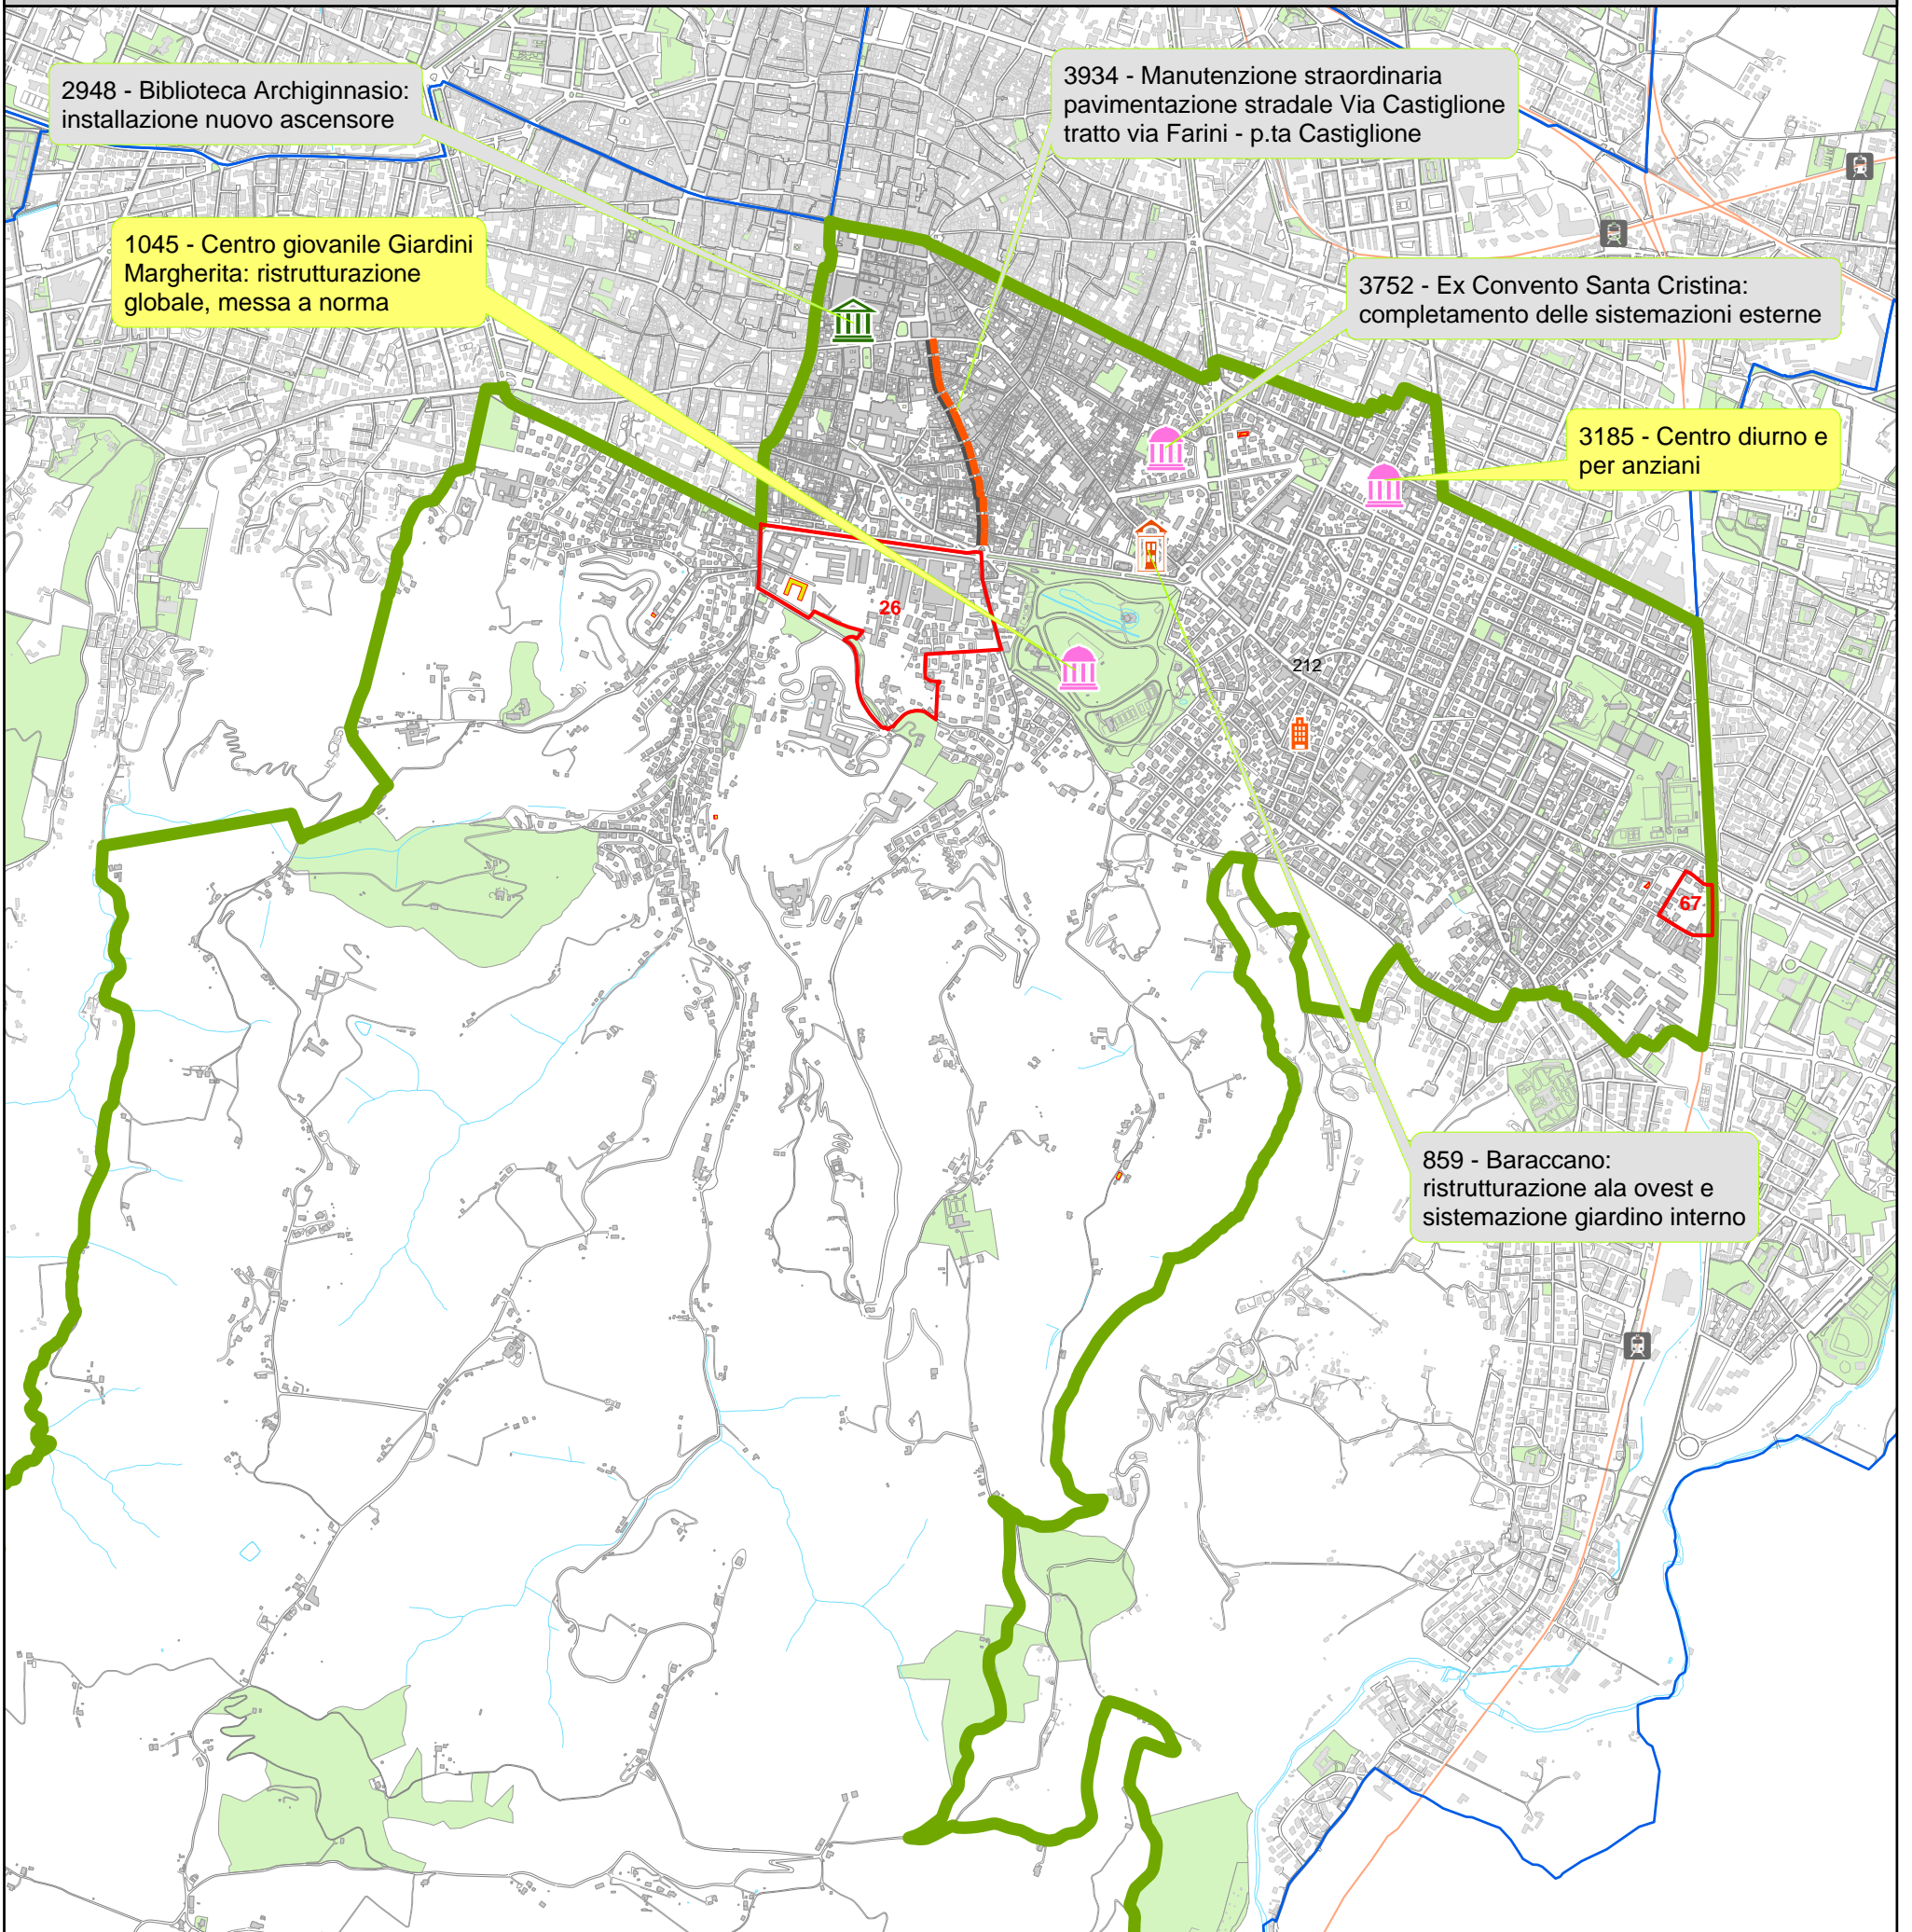 2948 - Biblioteca Archiginnasio:
installazione nuovo ascensore
3934 - Manutenzione straordinaria
pavimentazione stradale Via Castiglione
tratto via Farini - p.ta Castiglione
1045 - Centro giovanile Giardini
Margherita: ristrutturazione
globale, messa a norma
3752 - Ex Convento Santa Cristina:
completamento delle sistemazioni esterne
3185 - Centro diurno e
per anziani
26
212
67
859 - Baraccano:
ristrutturazione ala ovest e
sistemazione giardino interno